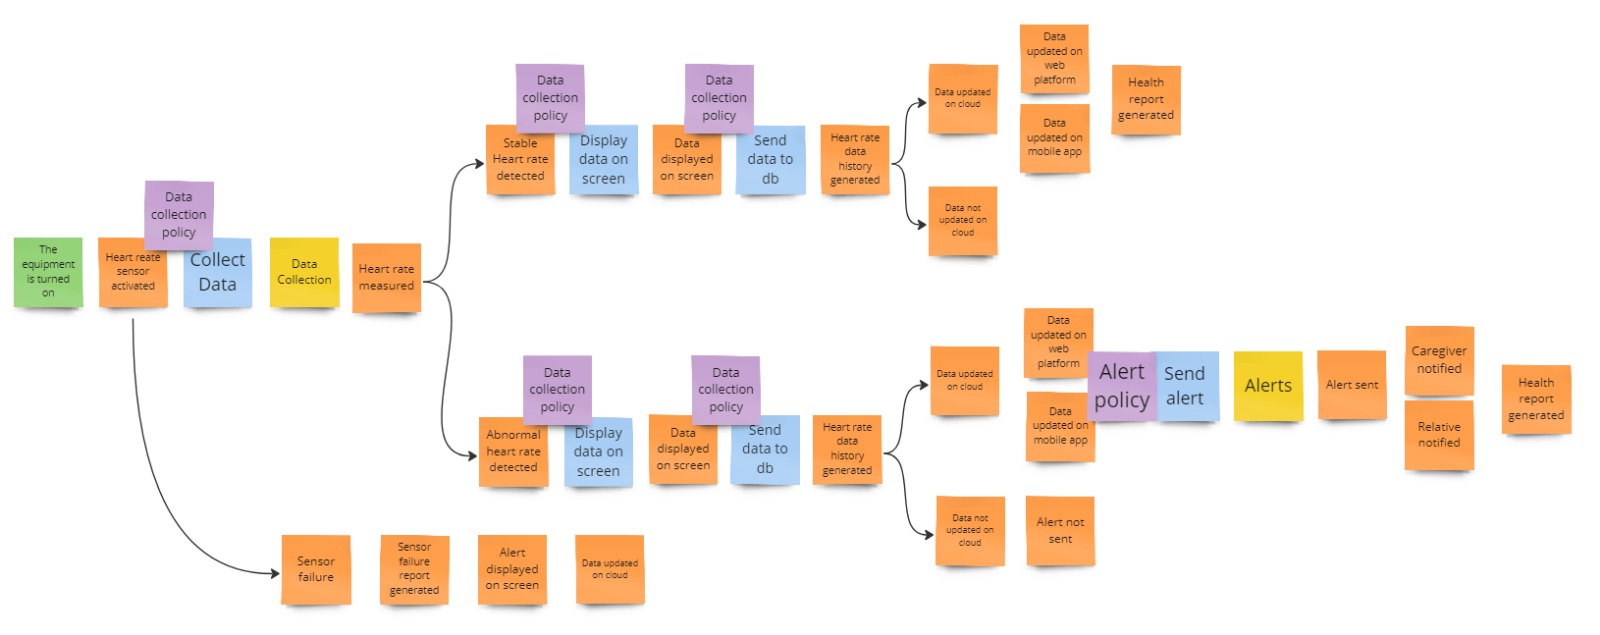 The
equipment
is turned
on
Heart reate
sensor
activated
Data
collection
policy
Collect
Data
Data
Collection
Heart rate
measured
Stable
Heart rate
detected
Data
collection
policy
Display
data on
screen
Data
displayed
on screen
Data
collection
policy
Send
data to
db
Heart rate
data
history
generated
Data updated
on cloud
Data
updated on
web
platform
Data
updated on
mobile app
Health
report
generated
Data not
updated on
cloud
Abnormal
heart rate
detected
Data
collection
policy
Display
data on
screen
Data
displayed
on screen
Data
collection
policy
Send
data to
db
Heart rate
data
history
generated
Data updated
on cloud
Data
updated on
web
platform
Data
updated on
mobile app
Alert
policy
Send
alert
Alerts
Alert sent
Caregiver
notified
Relative
notified
Health
report
generated
Data not
updated on
cloud
Alert not
sent
Sensor
failure
Sensor
failure
report
generated
Alert
displayed
on screen
Data updated
on cloud